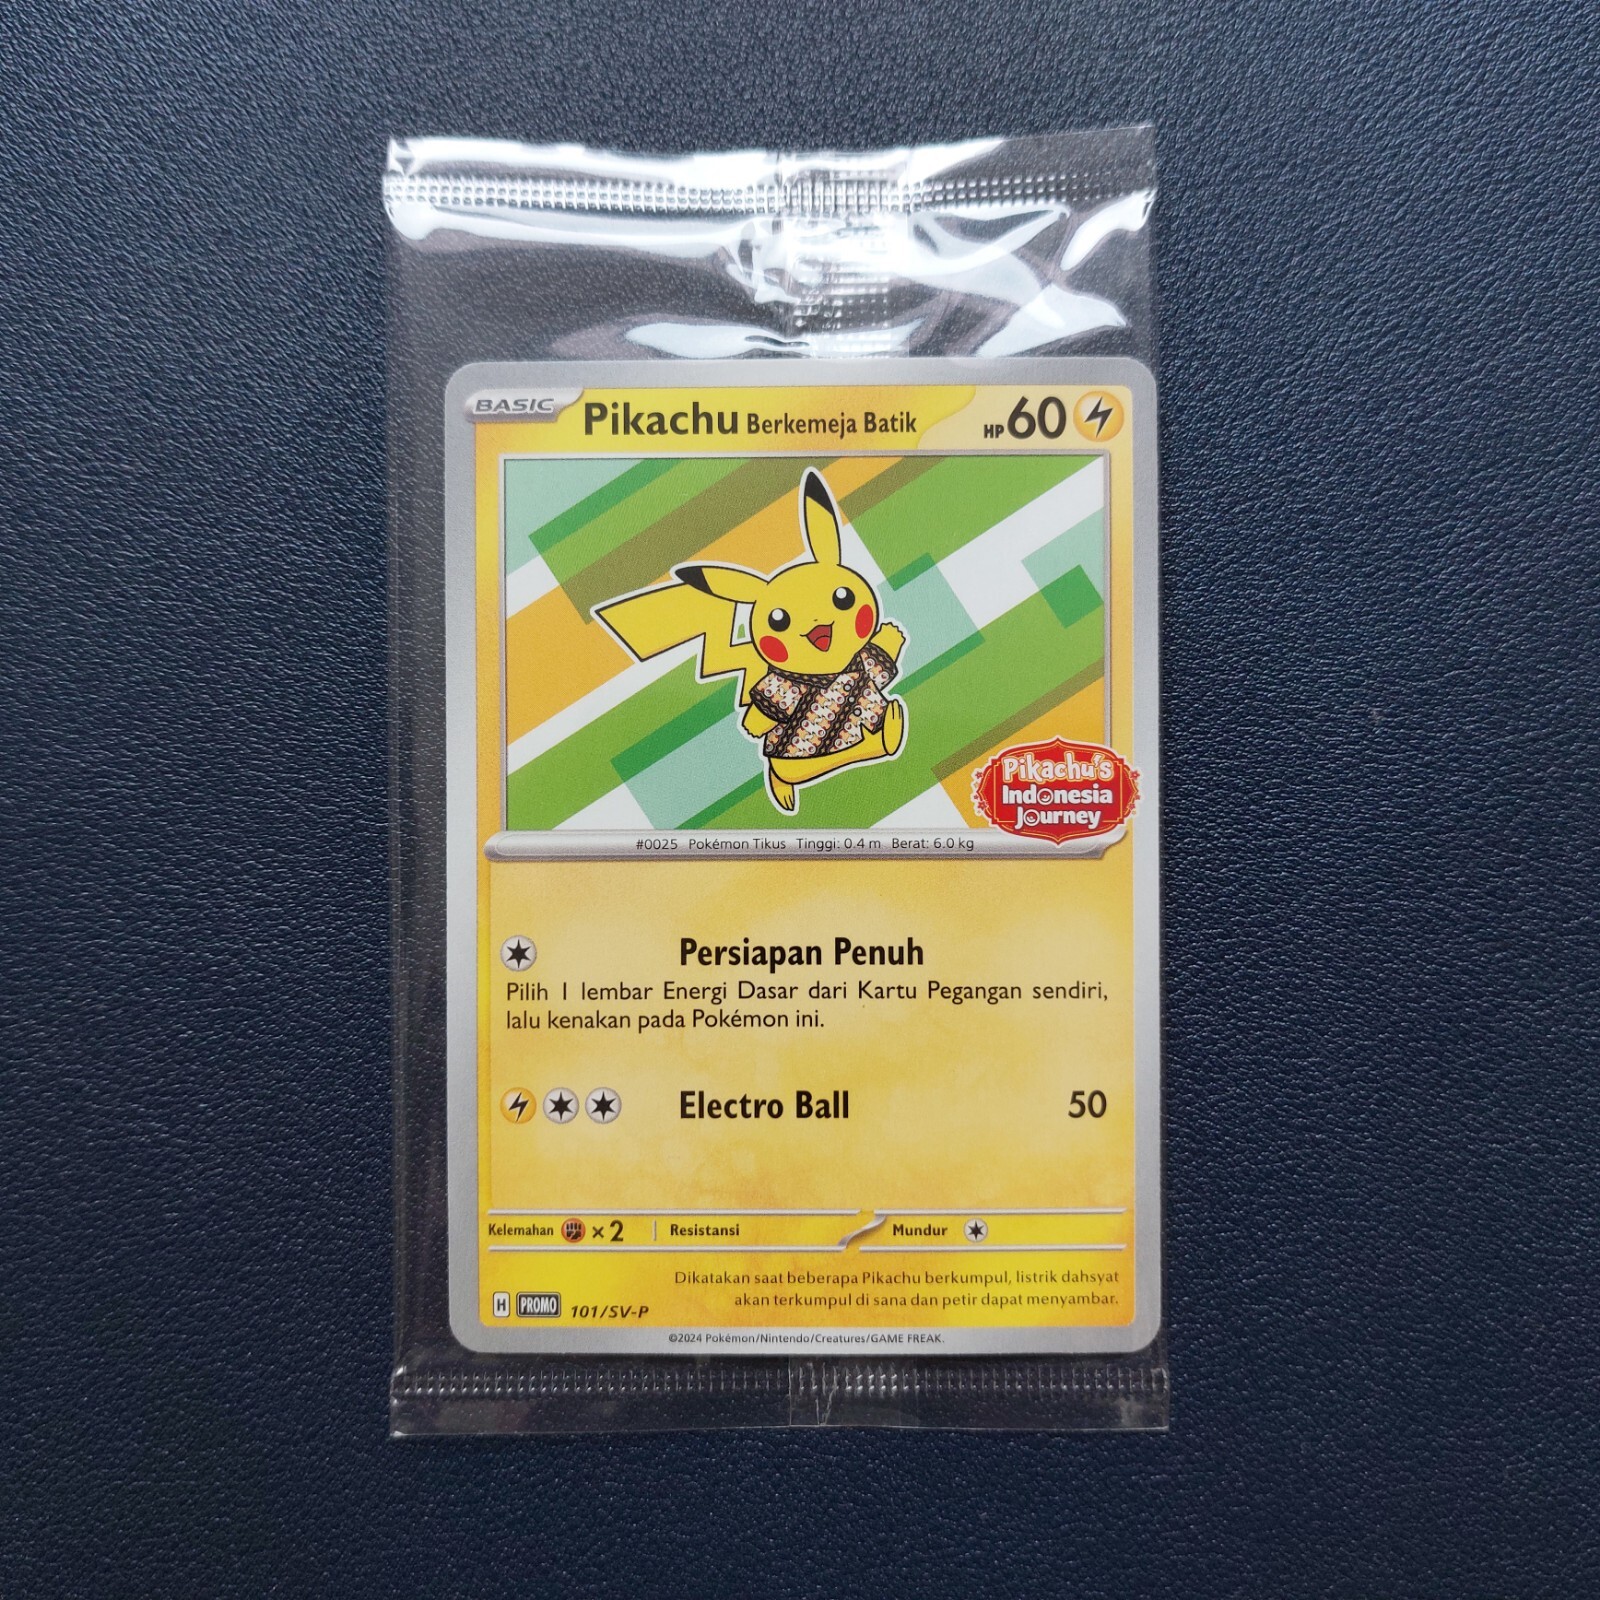 BASIC
Pikachu Berkemeja Batik
HP 60
Pikachu's
Indonesia
Journey
#0025 Pokémon Tikus Tinggi: 0.4 m Berat: 6.0 kg
Persiapan Penuh
Pilih 1 lembar Energi Dasar dari Kartu Pegangan sendiri,
lalu kenakan pada Pokémon ini.
Electro Ball 50
Kelemahan ×2 Resistansi Mundur
Dikatakan saat beberapa Pikachu berkumpul, listrik dahsyat
akan terkumpul di sana dan petir dapat menyambar.
H PROMO 101/SV-P
©2024 Pokémon/Nintendo/Creatures/GAME FREAK.